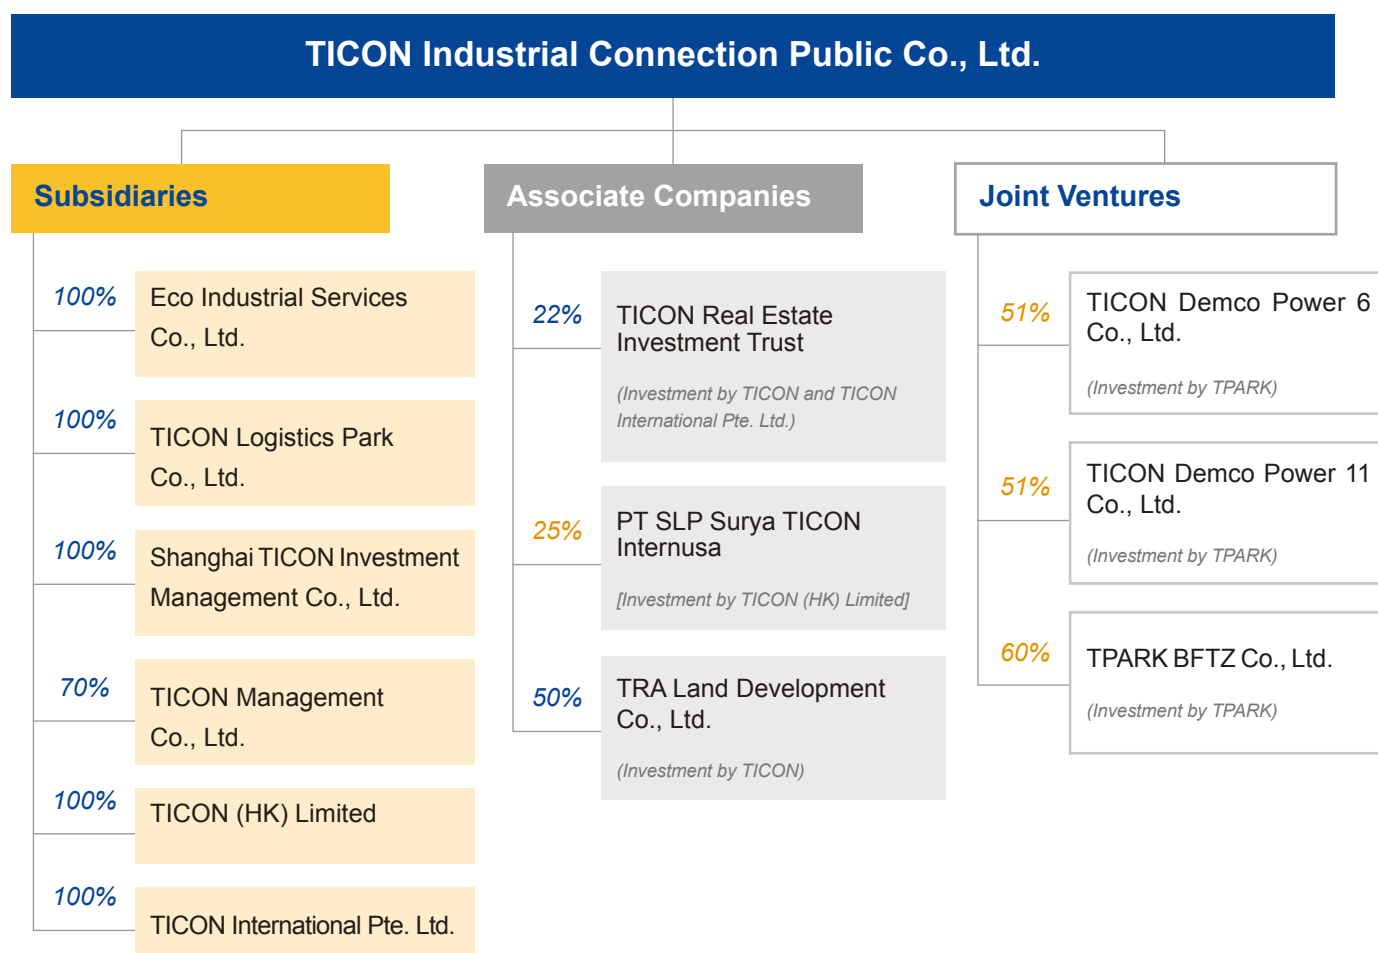 TICON Industrial Connection Public Co., Ltd.
Subsidiaries
100%
Eco Industrial Services
Co., Ltd.
100%
TICON Logistics Park
Co., Ltd.
100%
Shanghai TICON Investment
Management Co., Ltd.
70%
TICON Management
Co., Ltd.
100%
TICON (HK) Limited
100%
TICON International Pte. Ltd.
Associate Companies
22%
TICON Real Estate
Investment Trust
(Investment by TICON and TICON
International Pte. Ltd.)
25%
PT SLP Surya TICON
Internusa
[Investment by TICON (HK) Limited]
50%
TRA Land Development
Co., Ltd.
(Investment by TICON)
Joint Ventures
51%
TICON Demco Power 6
Co., Ltd.
(Investment by TPARK)
51%
TICON Demco Power 11
Co., Ltd.
(Investment by TPARK)
60%
TPARK BFTZ Co., Ltd.
(Investment by TPARK)